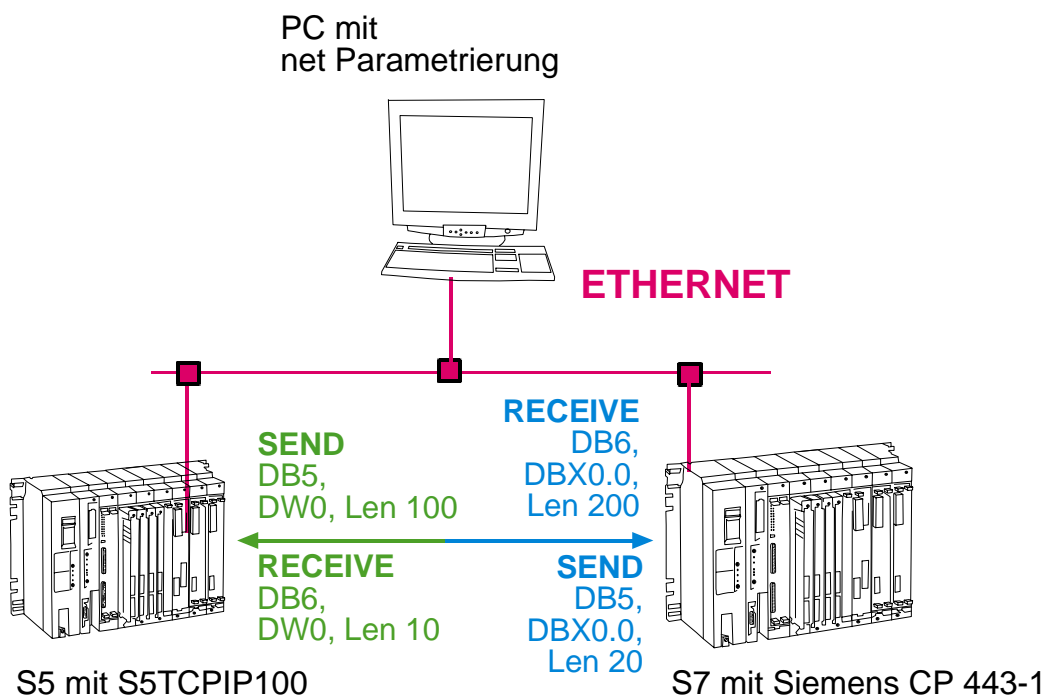 PC mit
net Parametrierung
ETHERNET
SEND
DB5,
DW0, Len 100
RECEIVE
DB6,
DBX0.0,
Len 200
RECEIVE
DB6,
DW0, Len 10
SEND
DB5,
DBX0.0,
Len 20
S5 mit S5TCPIP100
S7 mit Siemens CP 443-1